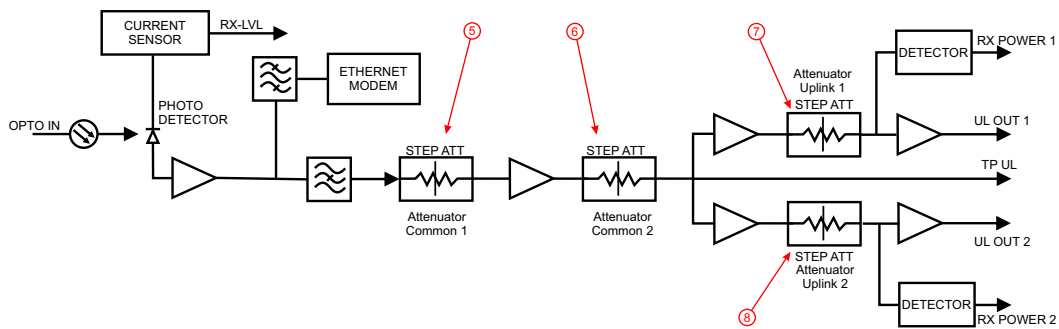 CURRENT
SENSOR
RX-LVL
5
6
7
RX POWER 1
DETECTOR
ETHERNET
MODEM
Attenuator
Uplink 1
STEP ATT
PHOTO
DETECTOR
OPTO IN
UL OUT 1
STEP ATT
STEP ATT
TP UL
Attenuator
Common 1
Attenuator
Common 2
UL OUT 2
STEP ATT
Attenuator
Uplink 2
DETECTOR
8
RX POWER 2